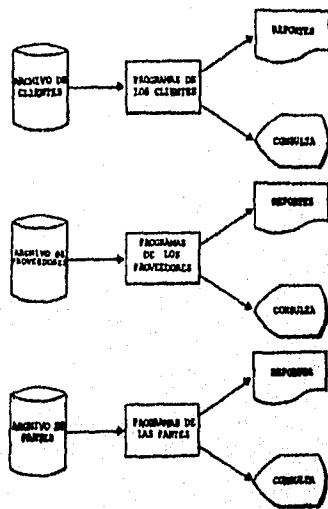 REPORTES
ARCHIVO DE
CLIENTES
PROGRAMAS DE
LOS CLIENTES
CONSULTA
REPORTES
ARCHIVO DE
PROVEEDORES
PROGRAMAS
DE LOS
PROVEEDORES
CONSULTA
REPORTES
ARCHIVO DE
PARTES
PROGRAMAS DE
LAS PARTES
CONSULTA